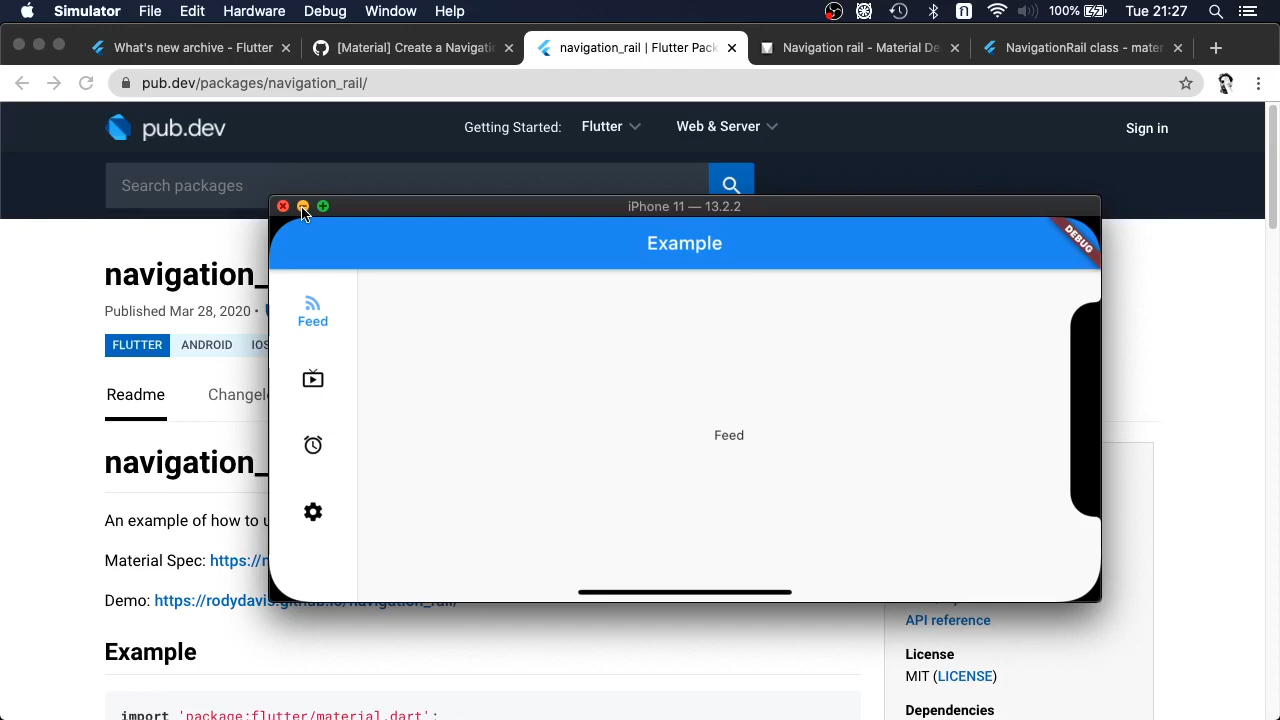 Simulator File Edit Hardware Debug Window Help 100% Tue 21:27
What's new archive - Flutter
[Material] Create a Navigati
navigation_rail | Flutter Pack
Navigation rail - Material De
NavigationRail class - mater
pub.dev/packages/navigation_rail/
pub.dev
Getting Started: Flutter Web & Server Sign in
Search packages
iPhone 11 — 13.2.2
Example
DEBUG
Feed
Feed
navigation_
Published Mar 28, 2020 •
FLUTTER ANDROID IOS
Readme Changel
navigation_
An example of how to u
Material Spec: https://
Demo: https://rodydavis.github.io/navigation_rail/
Example
import 'package:flutter/material.dart';
API reference
License
MIT (LICENSE)
Dependencies